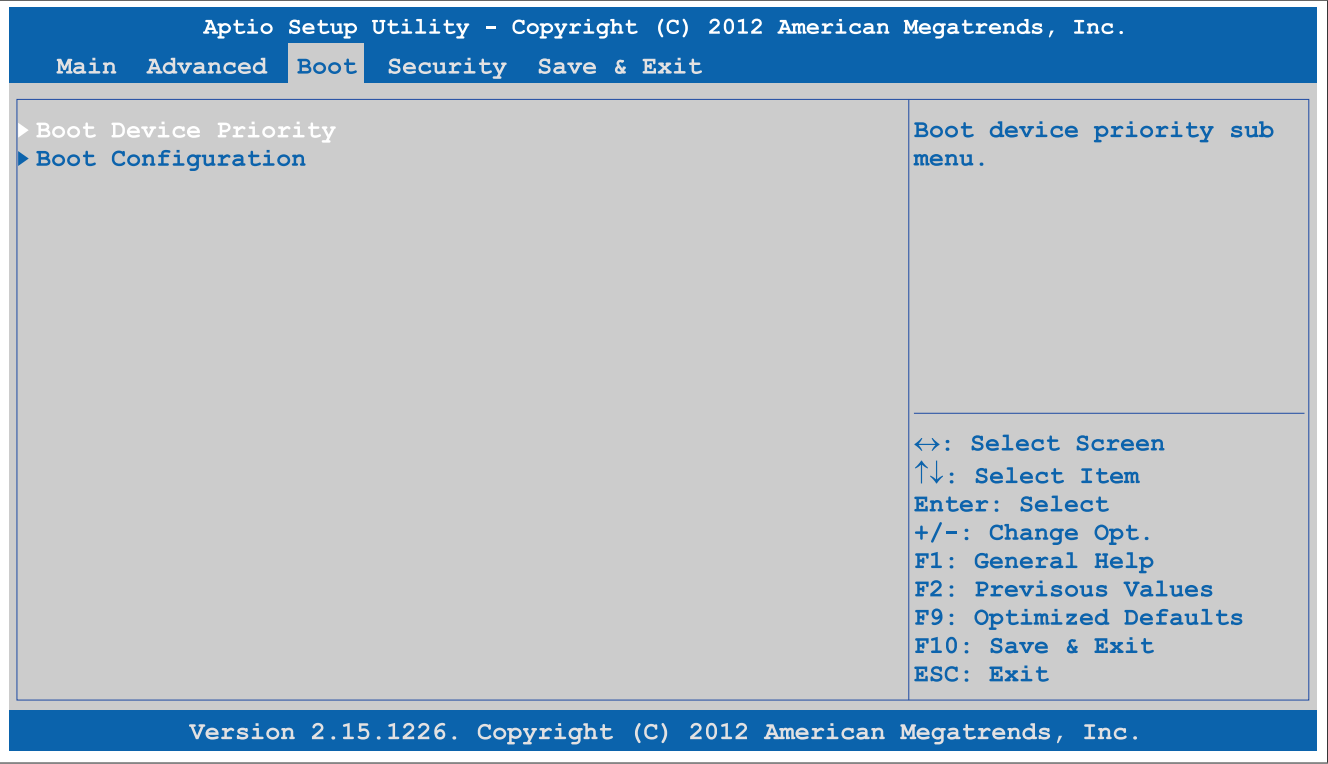 Aptio Setup Utility - Copyright (C) 2012 American Megatrends, Inc.
Main Advanced Boot Security Save & Exit
▶Boot Device Priority
▶Boot Configuration
Boot device priority sub
menu.
↔: Select Screen
↑↓: Select Item
Enter: Select
+/-: Change Opt.
F1: General Help
F2: Previsous Values
F9: Optimized Defaults
F10: Save & Exit
ESC: Exit
Version 2.15.1226. Copyright (C) 2012 American Megatrends, Inc.